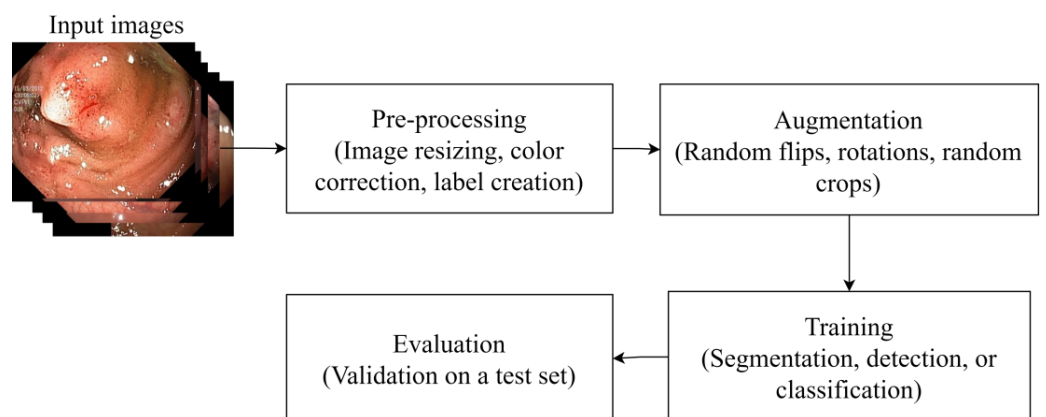 Input images
Pre-processing
(Image resizing, color
correction, label creation)
Augmentation
(Random flips, rotations, random
crops)
Training
(Segmentation, detection, or
classification)
Evaluation
(Validation on a test set)